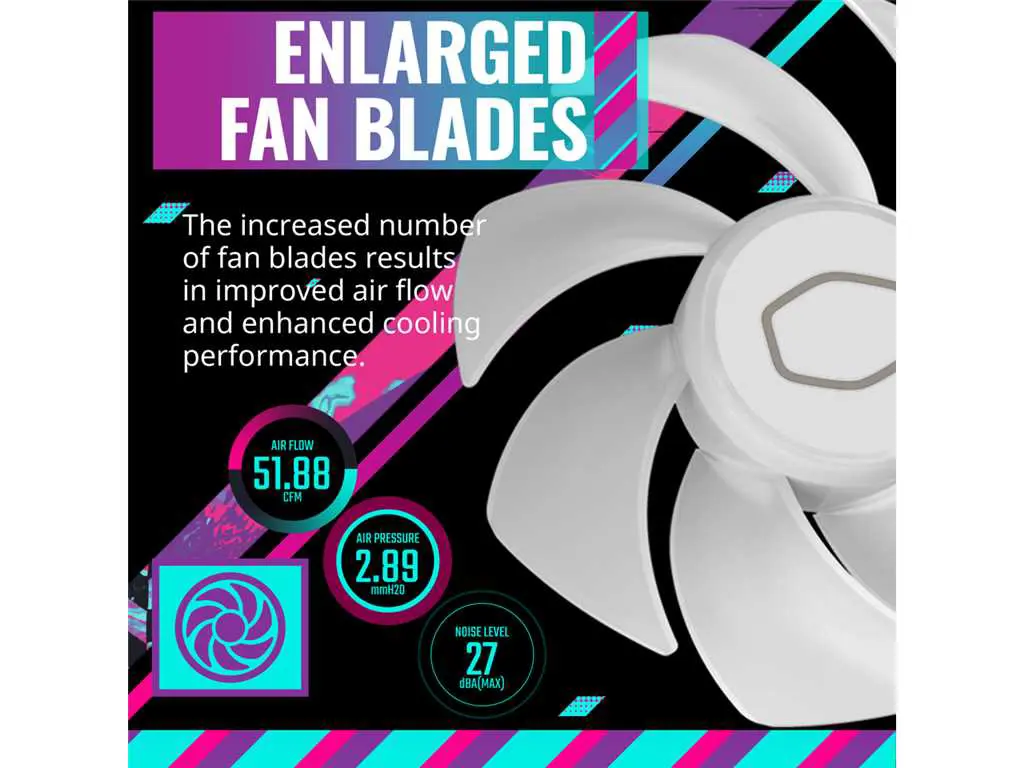 ENLARGED
FAN BLADES
The increased number
of fan blades results
in improved air flow
and enhanced cooling
performance.
AIR FLOW
51.88
CFM
AIR PRESSURE
2.89
mmH2O
NOISE LEVEL
27
dBA(MAX)